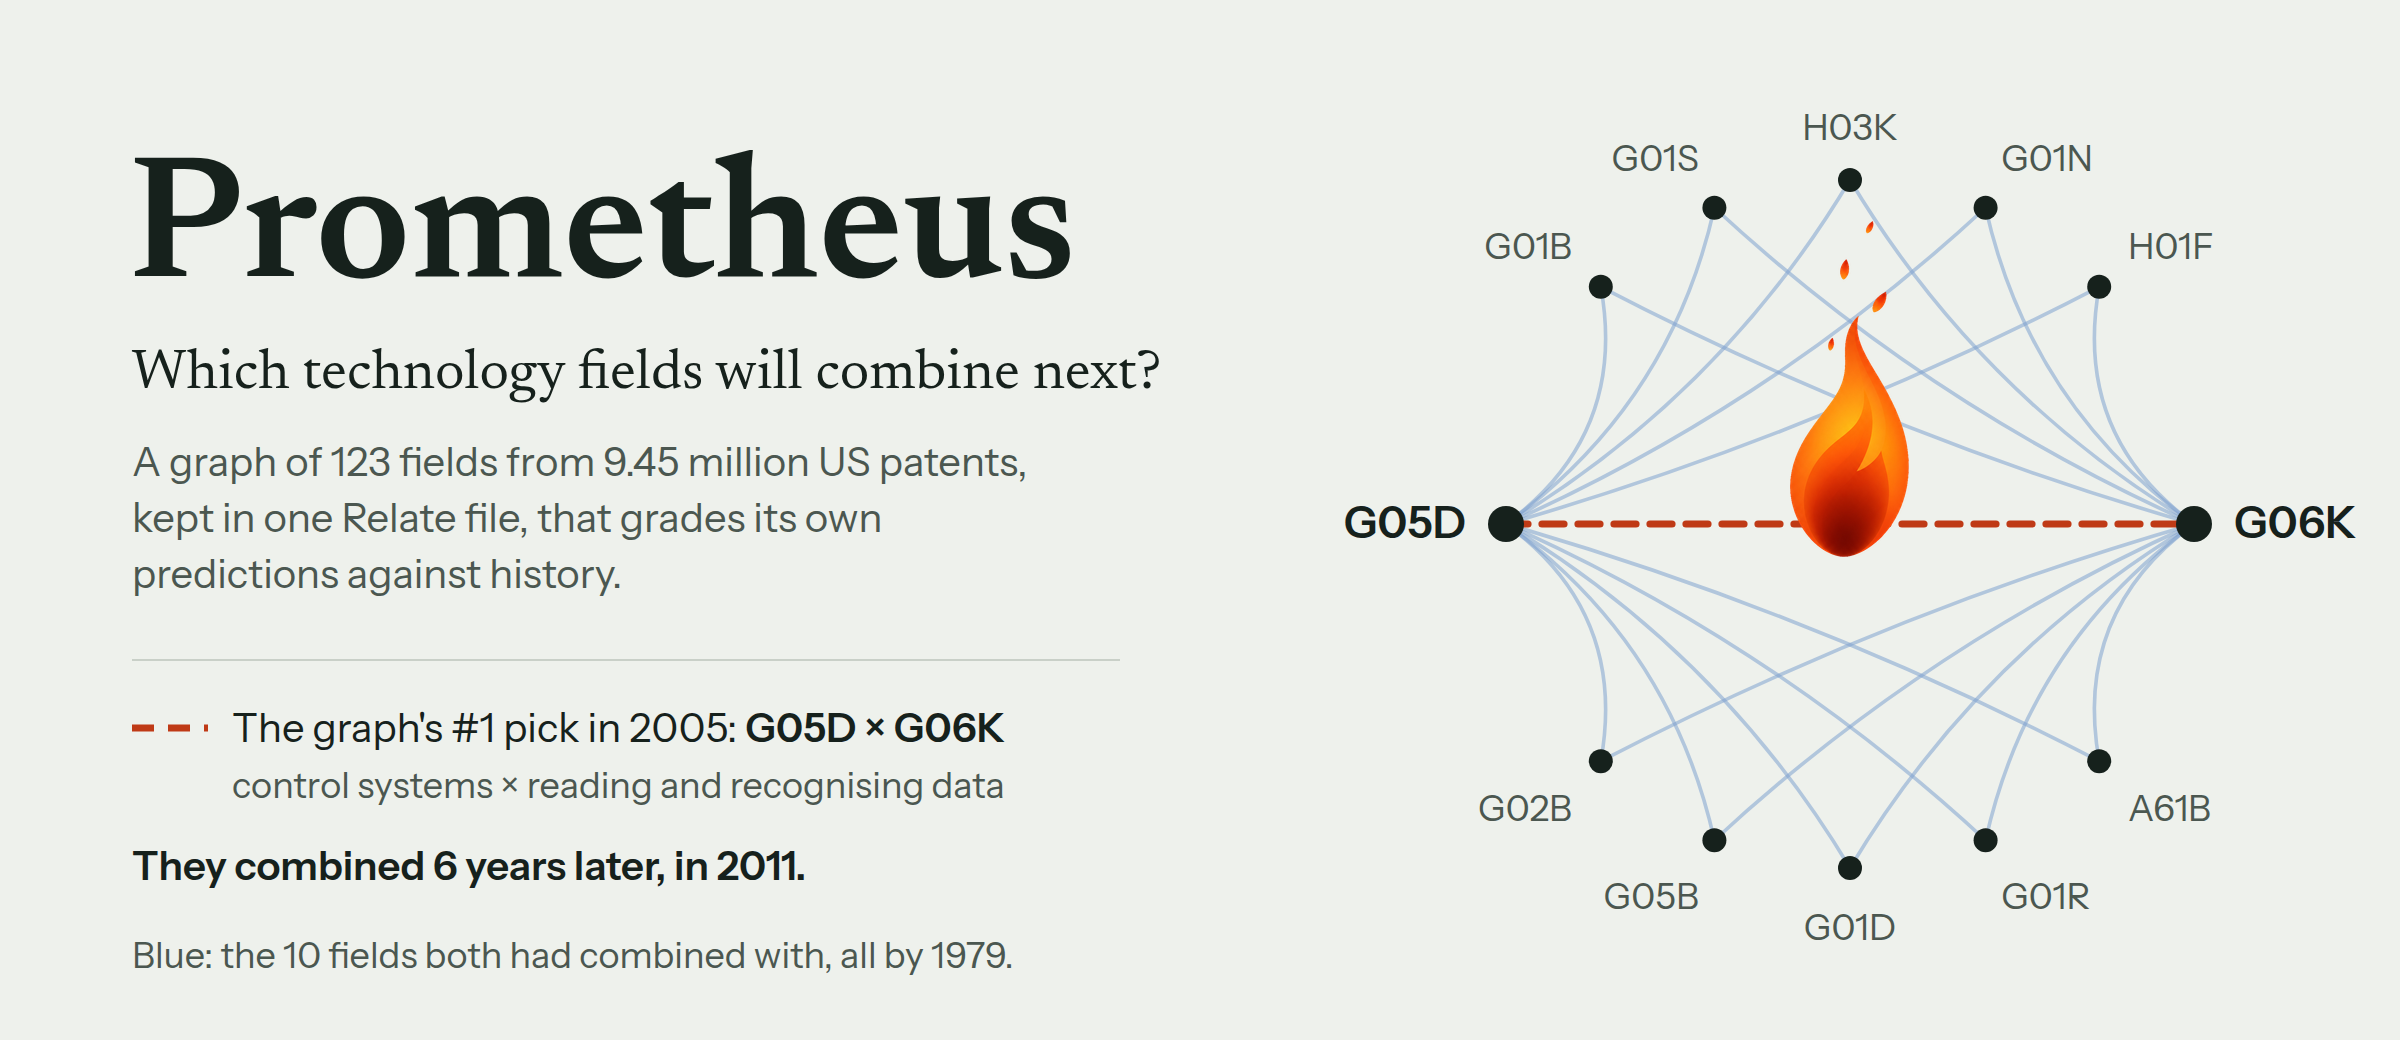 Prometheus
Which technology fields will combine next?
A graph of 123 fields from 9.45 million US patents,
kept in one Relate file, that grades its own
predictions against history.
The graph's #1 pick in 2005: G05D × G06K
control systems × reading and recognising data
They combined 6 years later, in 2011.
Blue: the 10 fields both had combined with, all by 1979.
H03K
G01S
G01N
G01B
H01F
G05D
G06K
G02B
A61B
G05B
G01R
G01D